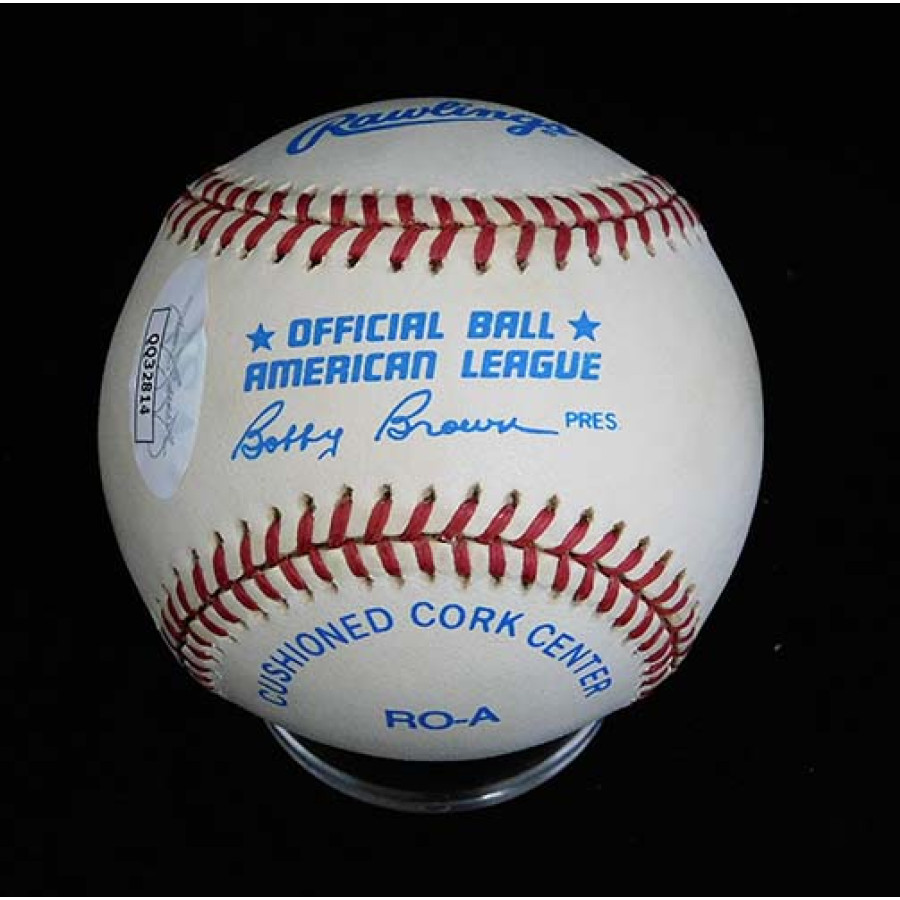 Rawlings
★ OFFICIAL BALL ★
AMERICAN LEAGUE
Bobby Brown PRES.
QQ32814
CUSHIONED CORK CENTER
RO-A